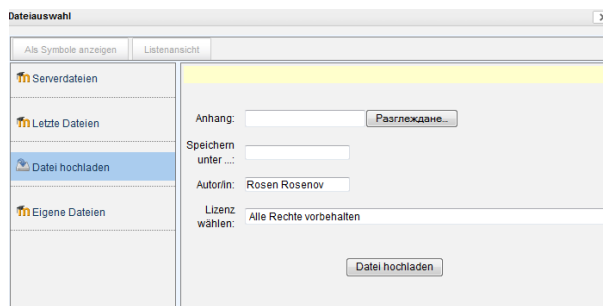 Dateiauswahl
Als Symbole anzeigen
Listenansicht
Serverdateien
Letzte Dateien
Datei hochladen
Eigene Dateien
Anhang:
Разглеждане..
Speichern
unter ...:
Autor/in: Rosen Rosenov
Lizenz
wählen: Alle Rechte vorbehalten
Datei hochladen